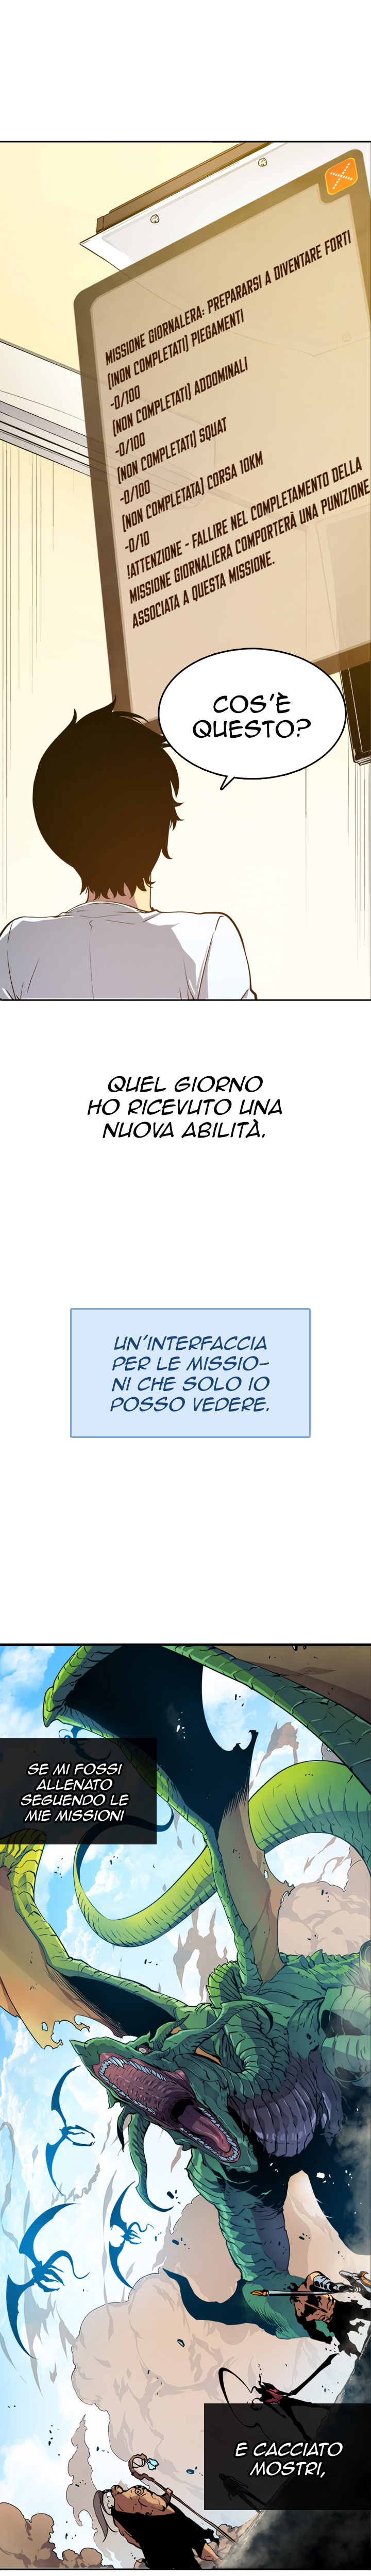 MISSIONE GIORNALERA: PREPARARSI A DIVENTARE FORTI
(NON COMPLETATI) PIEGAMENTI
-0/100
(NON COMPLETATI) ADDOMINALI
-0/100
(NON COMPLETATI) SQUAT
-0/100
(NON COMPLETATA) CORSA 10KM
-0/10
!ATTENZIONE - FALLIRE NEL COMPLETAMENTO DELLA
MISSIONE GIORNALIERA COMPORTERÀ UNA PUNIZIONE
ASSOCIATA A QUESTA MISSIONE.
COS'È
QUESTO?
QUEL GIORNO
HO RICEVUTO UNA
NUOVA ABILITÀ.
UN'INTERFACCIA
PER LE MISSIO-
NI CHE SOLO IO
POSSO VEDERE.
SE MI FOSSI
ALLENATO
SEGUENDO LE
MIE MISSIONI
E CACCIATO
MOSTRI,